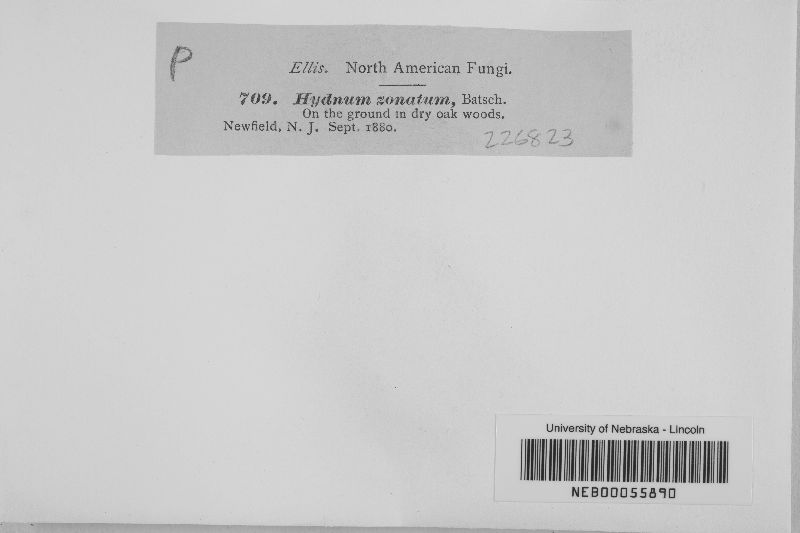 P
Ellis. North American Fungi.
709. Hydnum zonatum, Batsch.
On the ground in dry oak woods.
Newfield, N. J. Sept. 1880.
226823
University of Nebraska - Lincoln
NEB00055890